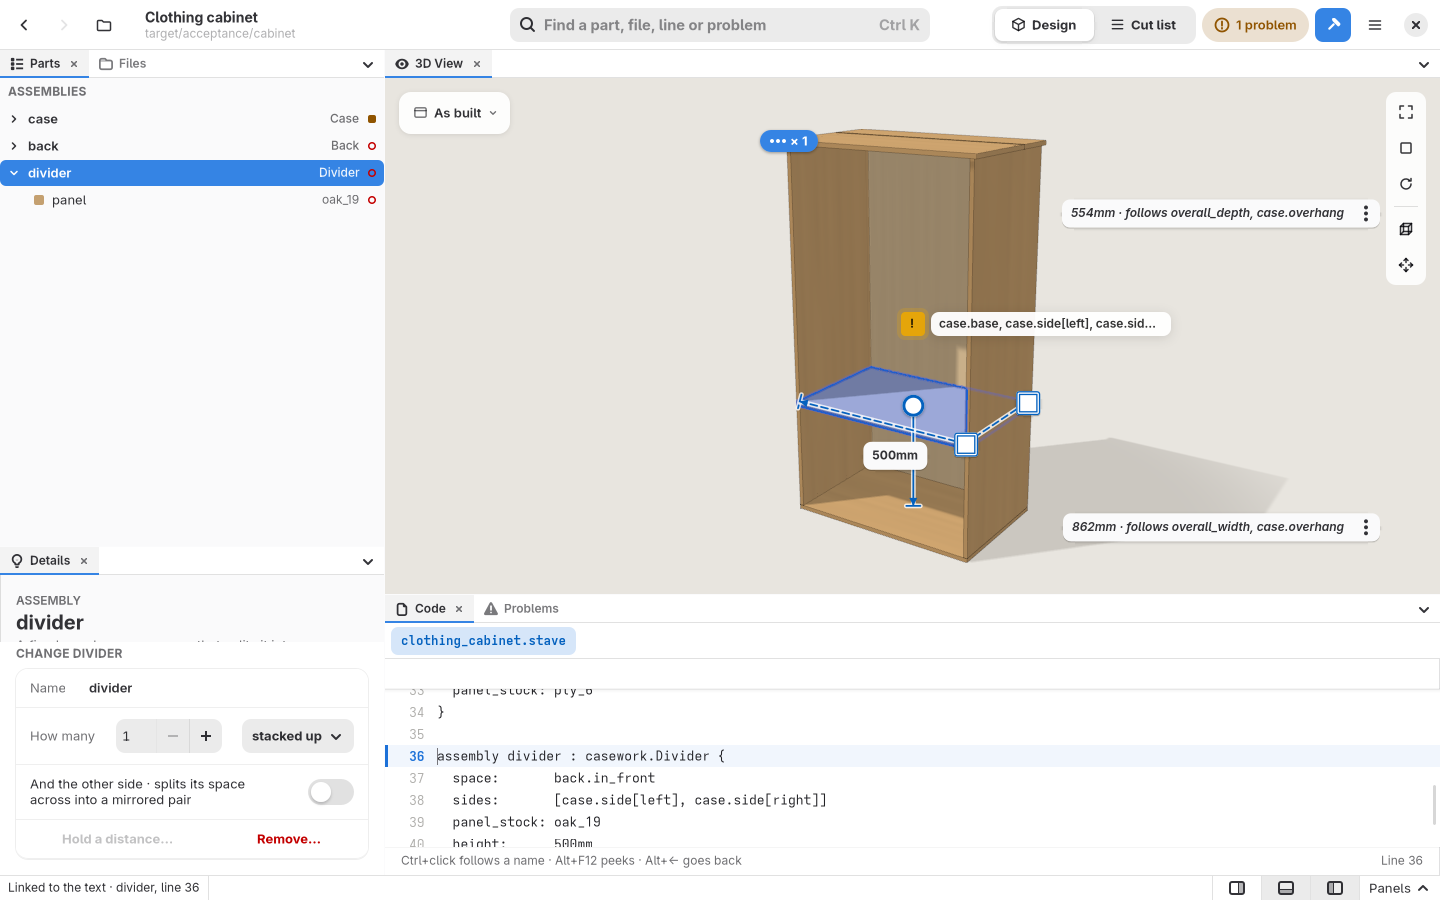 Clothing cabinet
target/acceptance/cabinet
Find a part, file, line or problem
Ctrl K
Design
Cut list
1 problem
Parts
Files
ASSEMBLIES
case
Case
back
Back
divider
Divider
panel
oak_19
3D View
As built
••• × 1
554mm · follows overall_depth, case.overhang
!
case.base, case.side[left], case.sid...
500mm
862mm · follows overall_width, case.overhang
Details
ASSEMBLY
divider
CHANGE DIVIDER
Name
divider
How many
1
stacked up
And the other side · splits its space
across into a mirrored pair
Hold a distance...
Remove...
Code
Problems
clothing_cabinet.stave
33 panel_stock: ply_6
34 }
35
36 assembly divider : casework.Divider {
37 space: back.in_front
38 sides: [case.side[left], case.side[right]]
39 panel_stock: oak_19
40 height: 500mm
Ctrl+click follows a name · Alt+F12 peeks · Alt+← goes back
Line 36
Linked to the text · divider, line 36
Panels